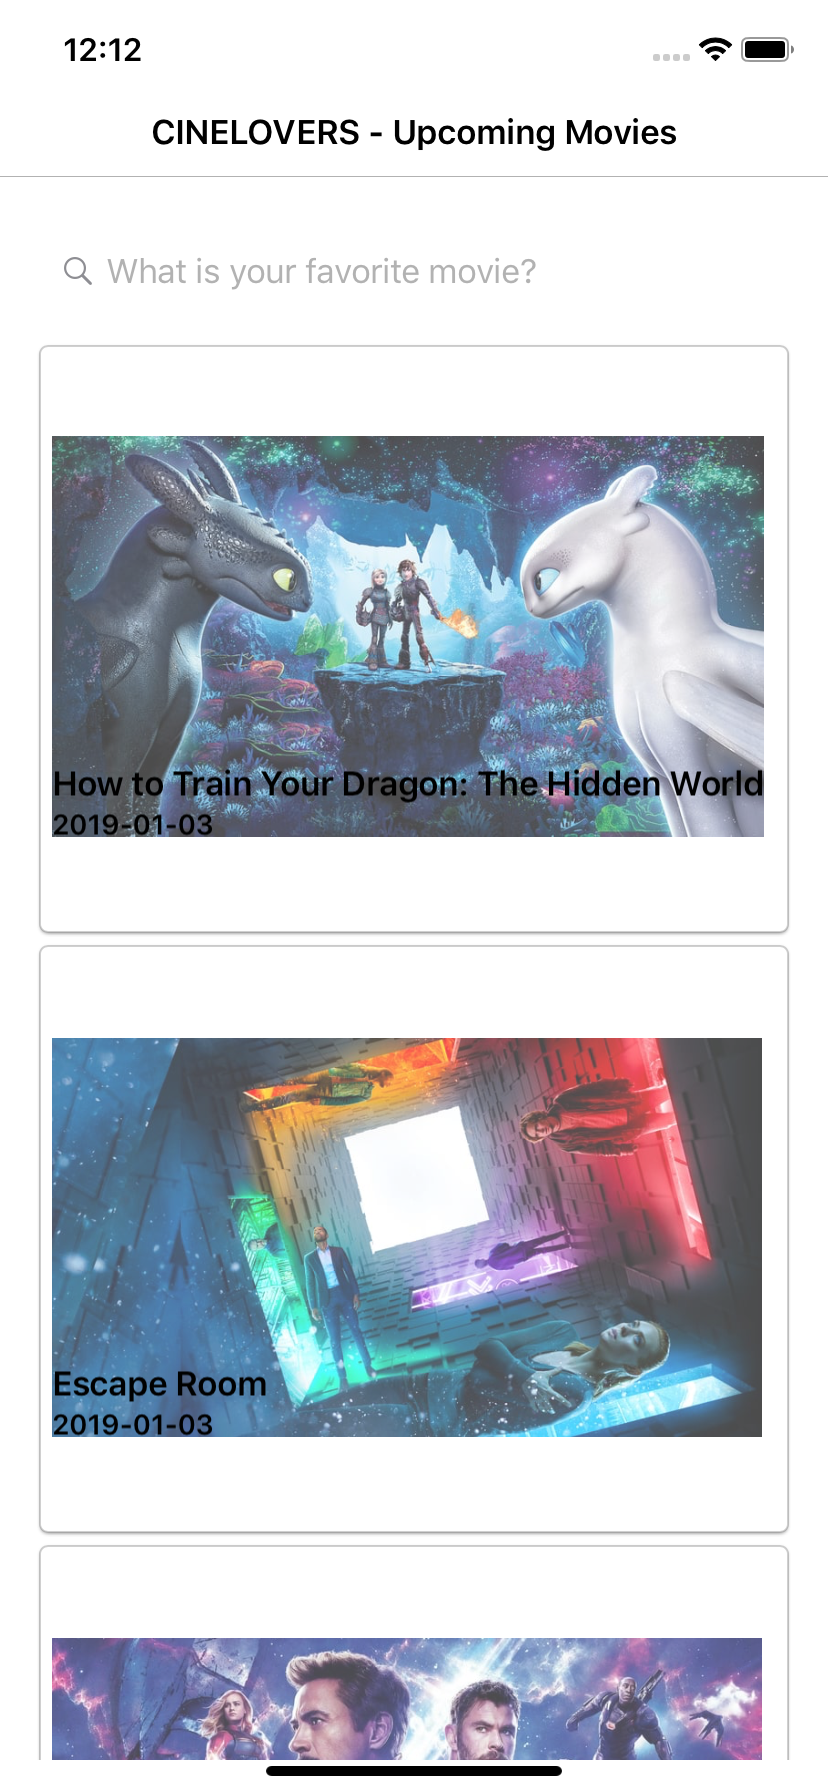 12:12
CINELOVERS - Upcoming Movies
What is your favorite movie?
How to Train Your Dragon: The Hidden World
2019-01-03
Escape Room
2019-01-03